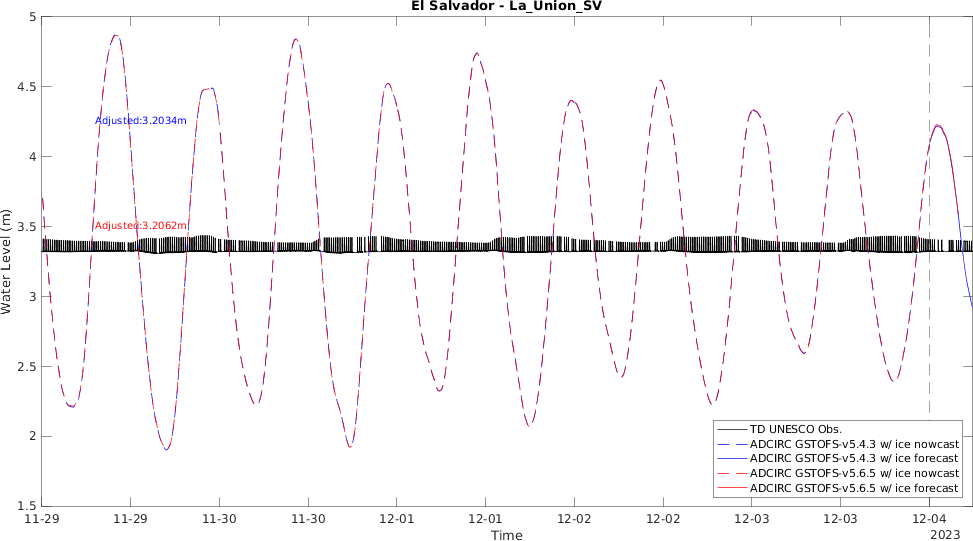 El Salvador - La_Union_SV
5
4.5
4
3.5
3
2.5
2
1.5
Water Level (m)
Adjusted:3.2034m
Adjusted:3.2062m
TD UNESCO Obs.
ADCIRC GSTOFS-v5.4.3 w/ ice nowcast
ADCIRC GSTOFS-v5.4.3 w/ ice forecast
ADCIRC GSTOFS-v5.6.5 w/ ice nowcast
ADCIRC GSTOFS-v5.6.5 w/ ice forecast
11-29 11-29 11-30 11-30 12-01 12-01 12-02 12-02 12-03 12-03 12-04
2023
Time